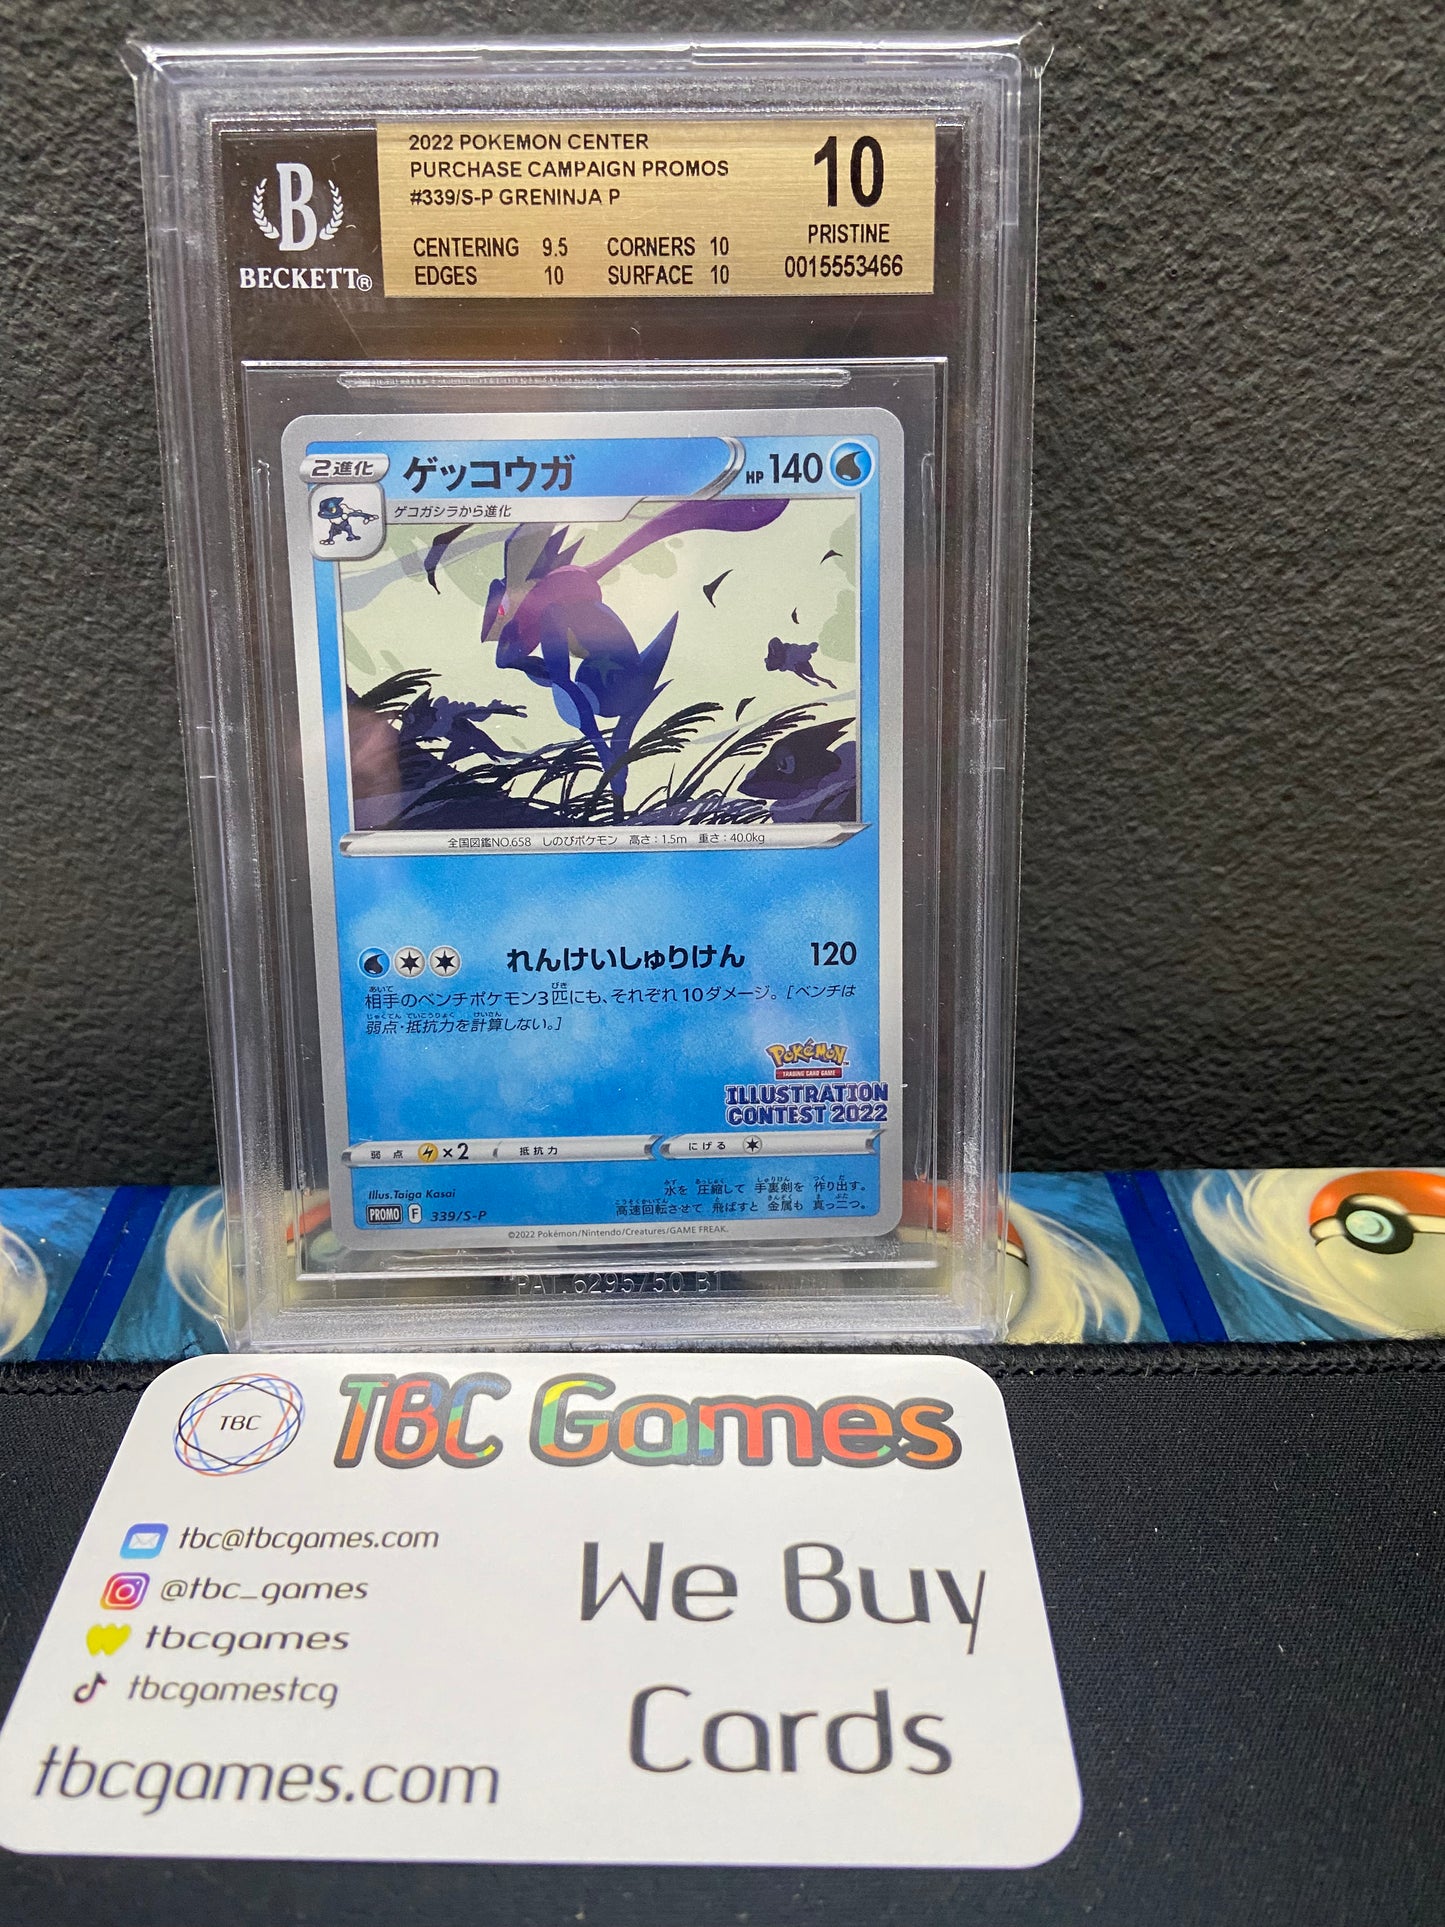 2022 POKEMON CENTER
PURCHASE CAMPAIGN PROMOS
#339/S-P GRENINJA P
10
PRISTINE
0015553466
CENTERING 9.5 CORNERS 10
EDGES 10 SURFACE 10
B
BECKETT®
2進化
ゲッコウガ
HP 140
ゲコガシラから進化
全国図鑑NO.658 しのびポケモン 高さ:1.5m 重さ:40.0kg
れんけいしゅりけん 120
相手のベンチポケモン3匹にも、それぞれ10ダメージ。[ベンチは
弱点・抵抗力を計算しない。]
POKéMON
TRADING CARD GAME
ILLUSTRATION
CONTEST 2022
弱点 ×2 抵抗力 にげる
Illus.Taiga Kasai
水を 圧縮して 手裏剣を 作り出す。
高速回転させて 飛ばすと 金属も 真っ二つ。
PROMO F 339/S-P
©2022 Pokémon/Nintendo/Creatures/GAME FREAK.
PAT.6295750 B1
TBC
TBC Games
tbc@tbcgames.com
@tbc_games
tbcgames
tbcgamestcg
tbcgames.com
We Buy
Cards